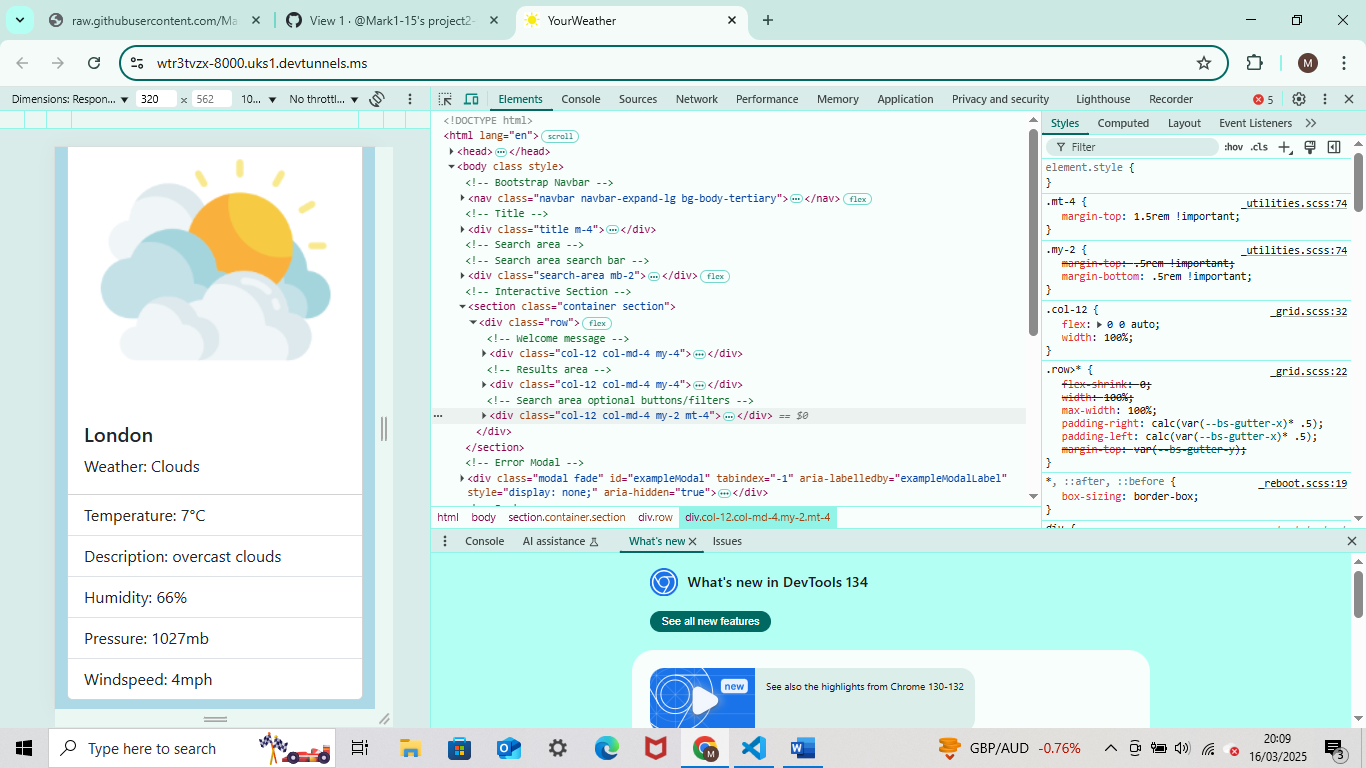 raw.githubusercontent.com/Ma
View 1 · @Mark1-15's project2-
YourWeather
wtr3tvzx-8000.uks1.devtunnels.ms
M
Dimensions: Respon...
320
×
562
10...
No throttl...
Elements
Console
Sources
Network
Performance
Memory
Application
Privacy and security
Lighthouse
Recorder
5
<!DOCTYPE html>
<html lang="en"> scroll
<head> ··· </head>
<body class style>
<!-- Bootstrap Navbar -->
<nav class="navbar navbar-expand-lg bg-body-tertiary"> ··· </nav> flex
<!-- Title -->
<div class="title m-4"> ··· </div>
<!-- Search area -->
<!-- Search area search bar -->
<div class="search-area mb-2"> ··· </div> flex
<!-- Interactive Section -->
<section class="container section">
<div class="row"> flex
<!-- Welcome message -->
<div class="col-12 col-md-4 my-4"> ··· </div>
<!-- Results area -->
<div class="col-12 col-md-4 my-4"> ··· </div>
<!-- Search area optional buttons/filters -->
··· <div class="col-12 col-md-4 my-2 mt-4"> ··· </div> == $0
</div>
</section>
<!-- Error Modal -->
<div class="modal fade" id="exampleModal" tabindex="-1" aria-labelledby="exampleModalLabel"
style="display: none;" aria-hidden="true"> ··· </div>
html body section.container.section div.row div.col-12.col-md-4.my-2.mt-4
Styles
Computed
Layout
Event Listeners
Filter
:hov
.cls
element.style {
}
.mt-4 {
_utilities.scss:74
margin-top: 1.5rem !important;
}
.my-2 {
_utilities.scss:74
margin-top: .5rem !important;
margin-bottom: .5rem !important;
}
.col-12 {
_grid.scss:32
flex: 0 0 auto;
width: 100%;
}
.row>* {
_grid.scss:22
flex-shrink: 0;
width: 100%;
max-width: 100%;
padding-right: calc(var(--bs-gutter-x)* .5);
padding-left: calc(var(--bs-gutter-x)* .5);
margin-top: var(--bs-gutter-y);
}
*, ::after, ::before {
_reboot.scss:19
box-sizing: border-box;
}
div {
London
Weather: Clouds
Temperature: 7°C
Description: overcast clouds
Humidity: 66%
Pressure: 1027mb
Windspeed: 4mph
Console
AI assistance
What's new
Issues
What's new in DevTools 134
See all new features
new
See also the highlights from Chrome 130-132
Type here to search
M
GBP/AUD -0.76%
20:09
16/03/2025
3